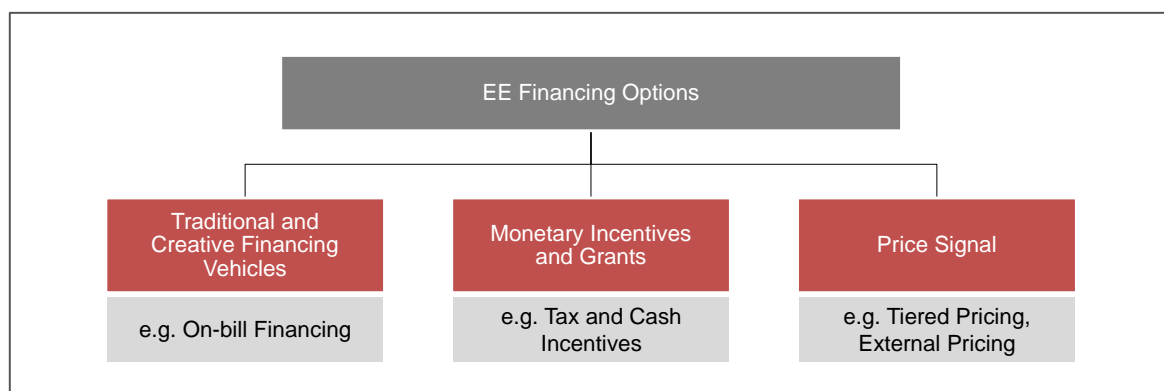 EE Financing Options
Traditional and
Creative Financing
Vehicles
e.g. On-bill Financing
Monetary Incentives
and Grants
e.g. Tax and Cash
Incentives
Price Signal
e.g. Tiered Pricing,
External Pricing